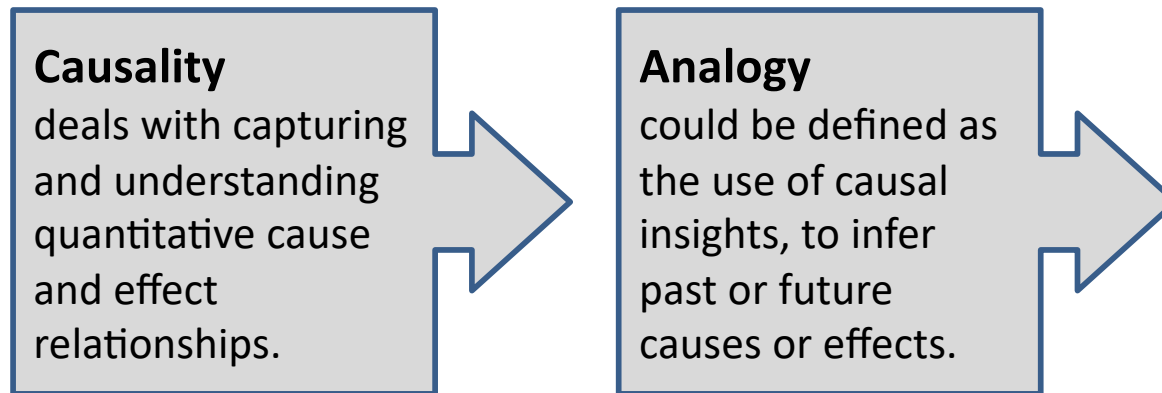 Causality
deals with capturing
and understanding
quantitative cause
and effect
relationships.
Analogy
could be defined as
the use of causal
insights, to infer
past or future
causes or effects.